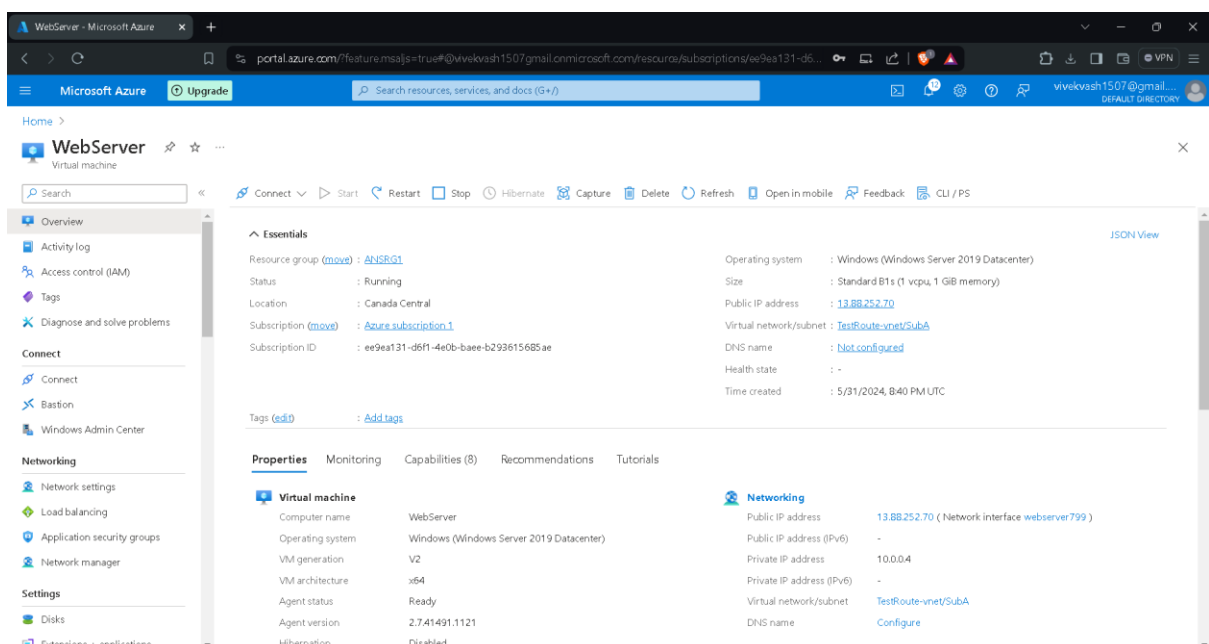 WebServer - Microsoft Azure
portal.azure.com/?feature.msaljs=true#@vivekvash1507gmail.onmicrosoft.com/resource/subscriptions/ee9ea131-d6... VPN
Microsoft Azure Upgrade Search resources, services, and docs (G+/) 12 vivekvash1507@gmail....
DEFAULT DIRECTORY
Home >
WebServer ...
Virtual machine
Search « Connect Start Restart Stop Hibernate Capture Delete Refresh Open in mobile Feedback CLI / PS
Overview
Activity log
Access control (IAM)
Tags
Diagnose and solve problems
Connect
Connect
Bastion
Windows Admin Center
Networking
Network settings
Load balancing
Application security groups
Network manager
Settings
Disks
Extensions + applications
Essentials JSON View
Resource group (move) : ANSRG1
Status : Running
Location : Canada Central
Subscription (move) : Azure subscription 1
Subscription ID : ee9ea131-d6f1-4e0b-baee-b293615685ae
Operating system : Windows (Windows Server 2019 Datacenter)
Size : Standard B1s (1 vcpu, 1 GiB memory)
Public IP address : 13.88.252.70
Virtual network/subnet : TestRoute-vnet/SubA
DNS name : Not configured
Health state : -
Time created : 5/31/2024, 8:40 PM UTC
Tags (edit) : Add tags
Properties Monitoring Capabilities (8) Recommendations Tutorials
Virtual machine
Computer name WebServer
Operating system Windows (Windows Server 2019 Datacenter)
VM generation V2
VM architecture x64
Agent status Ready
Agent version 2.7.41491.1121
Hibernation Disabled
Networking
Public IP address 13.88.252.70 ( Network interface webserver799 )
Public IP address (IPv6) -
Private IP address 10.0.0.4
Private IP address (IPv6) -
Virtual network/subnet TestRoute-vnet/SubA
DNS name Configure